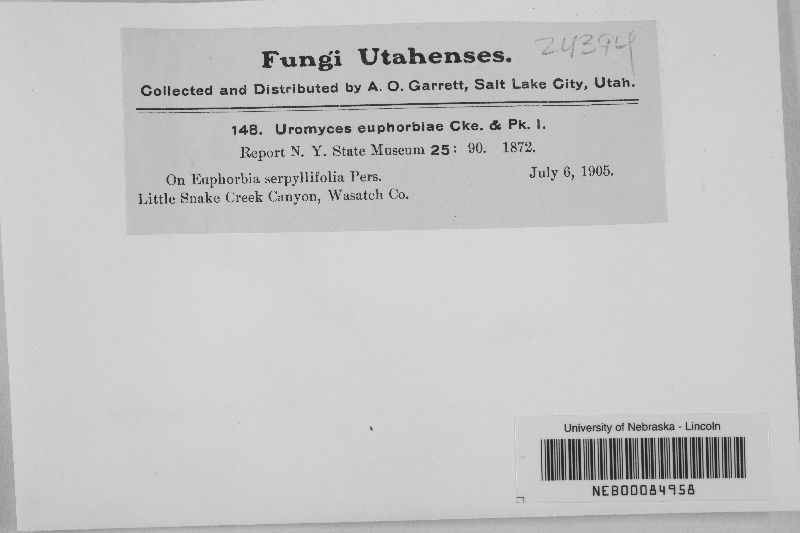 24394
Fungi Utahenses.
Collected and Distributed by A. O. Garrett, Salt Lake City, Utah.
148. Uromyces euphorbiae Cke. & Pk. I.
Report N. Y. State Museum 25: 90. 1872.
On Euphorbia serpyllifolia Pers. July 6, 1905.
Little Snake Creek Canyon, Wasatch Co.
University of Nebraska - Lincoln
NEB00084958